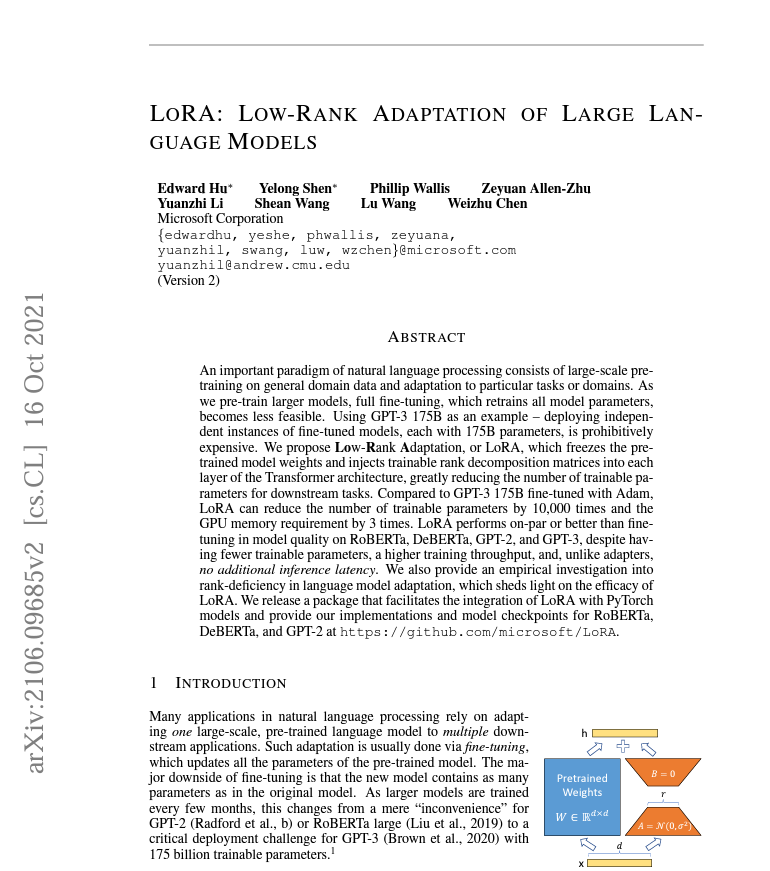 arXiv:2106.09685v2 [cs.CL] 16 Oct 2021
LORA: LOW-RANK ADAPTATION OF LARGE LAN-
GUAGE MODELS
Edward Hu* Yelong Shen* Phillip Wallis Zeyuan Allen-Zhu
Yuanzhi Li Shean Wang Lu Wang Weizhu Chen
Microsoft Corporation
{edwardhu, yeshe, phwallis, zeyuana,
yuanzhil, swang, luw, wzchen}@microsoft.com
yuanzhil@andrew.cmu.edu
(Version 2)
ABSTRACT
An important paradigm of natural language processing consists of large-scale pre-
training on general domain data and adaptation to particular tasks or domains. As
we pre-train larger models, full fine-tuning, which retrains all model parameters,
becomes less feasible. Using GPT-3 175B as an example – deploying indepen-
dent instances of fine-tuned models, each with 175B parameters, is prohibitively
expensive. We propose Low-Rank Adaptation, or LoRA, which freezes the pre-
trained model weights and injects trainable rank decomposition matrices into each
layer of the Transformer architecture, greatly reducing the number of trainable pa-
rameters for downstream tasks. Compared to GPT-3 175B fine-tuned with Adam,
LoRA can reduce the number of trainable parameters by 10,000 times and the
GPU memory requirement by 3 times. LoRA performs on-par or better than fine-
tuning in model quality on RoBERTa, DeBERTa, GPT-2, and GPT-3, despite hav-
ing fewer trainable parameters, a higher training throughput, and, unlike adapters,
no additional inference latency. We also provide an empirical investigation into
rank-deficiency in language model adaptation, which sheds light on the efficacy of
LoRA. We release a package that facilitates the integration of LoRA with PyTorch
models and provide our implementations and model checkpoints for RoBERTa,
DeBERTa, and GPT-2 at https://github.com/microsoft/LoRA.
1 INTRODUCTION
Many applications in natural language processing rely on adapt-
ing one large-scale, pre-trained language model to multiple down-
stream applications. Such adaptation is usually done via fine-tuning,
which updates all the parameters of the pre-trained model. The ma-
jor downside of fine-tuning is that the new model contains as many
parameters as in the original model. As larger models are trained
every few months, this changes from a mere “inconvenience” for
GPT-2 (Radford et al., b) or RoBERTa large (Liu et al., 2019) to a
critical deployment challenge for GPT-3 (Brown et al., 2020) with
175 billion trainable parameters.¹
h
Pretrained
Weights
W ∈ ℝ^{d×d}
B = 0
r
A = 𝒩(0, σ²)
d
x